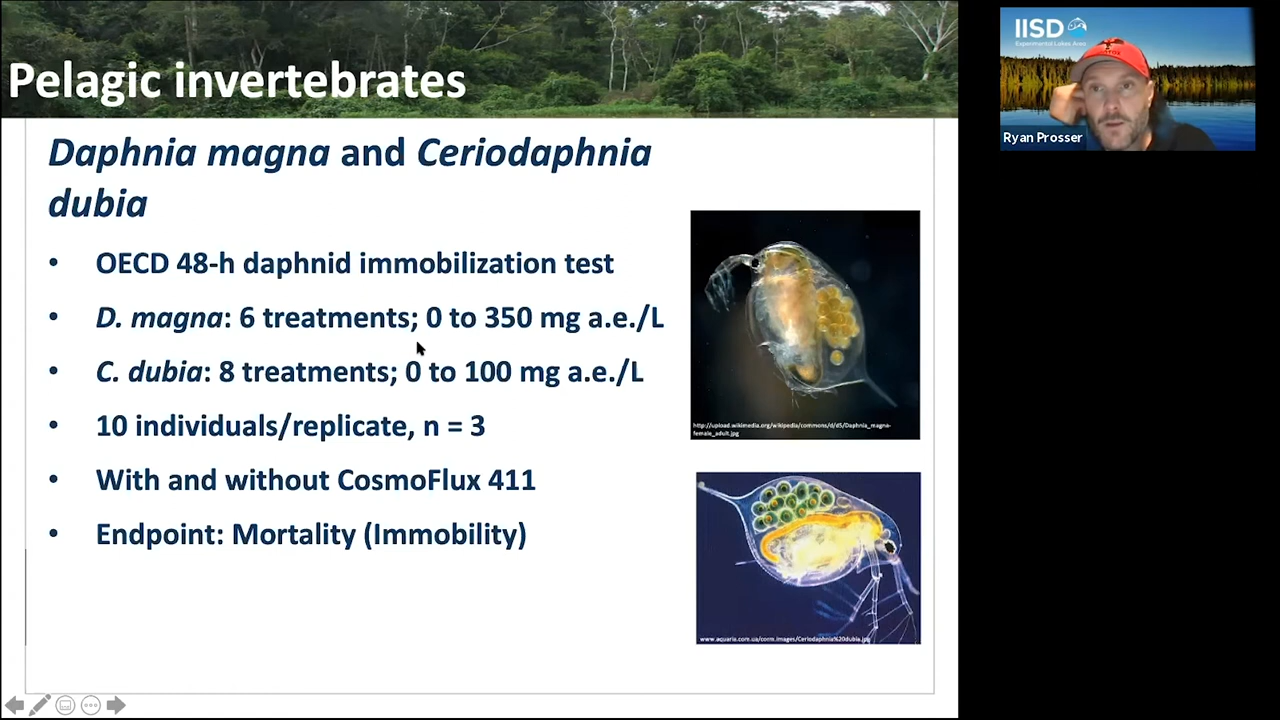 Pelagic invertebrates
Daphnia magna and Ceriodaphnia
dubia
• OECD 48-h daphnid immobilization test
• D. magna: 6 treatments; 0 to 350 mg a.e./L
• C. dubia: 8 treatments; 0 to 100 mg a.e./L
• 10 individuals/replicate, n = 3
• With and without CosmoFlux 411
• Endpoint: Mortality (Immobility)
http://upload.wikimedia.org/wikipedia/commons/d/d5/Daphnia_magna-
female_adult.jpg
www.aquaria.com.ua/corm.images/Ceriodaphnia%20dubia.jpg
IISD
Experimental Lakes Area
Ryan Prosser